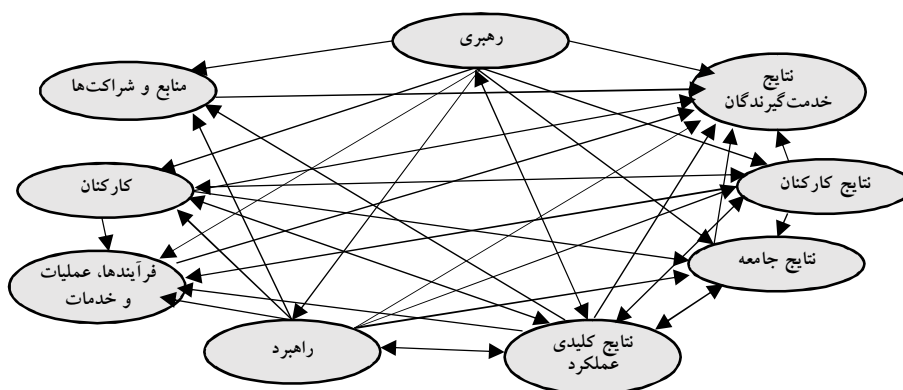 رهبری
نتایج
خدمت‌گیرندگان
منابع و شراکت‌ها
کارکنان
نتایج کارکنان
فرآیندها، عملیات
و خدمات
نتایج جامعه
راهبرد
نتایج کلیدی
عملکرد